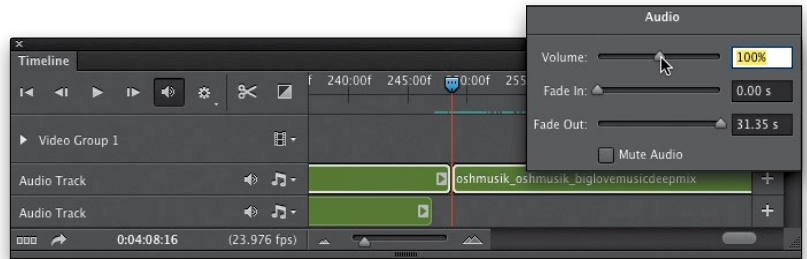 Audio
Volume: 100%
Fade In: 0.00 s
Fade Out: 31.35 s
Mute Audio
Timeline
240:00f 245:00f 0:00f 255
Video Group 1
Audio Track
oshmusik_oshmusik_biglovemusicdeepmix
Audio Track
0:04:08:16 (23.976 fps)